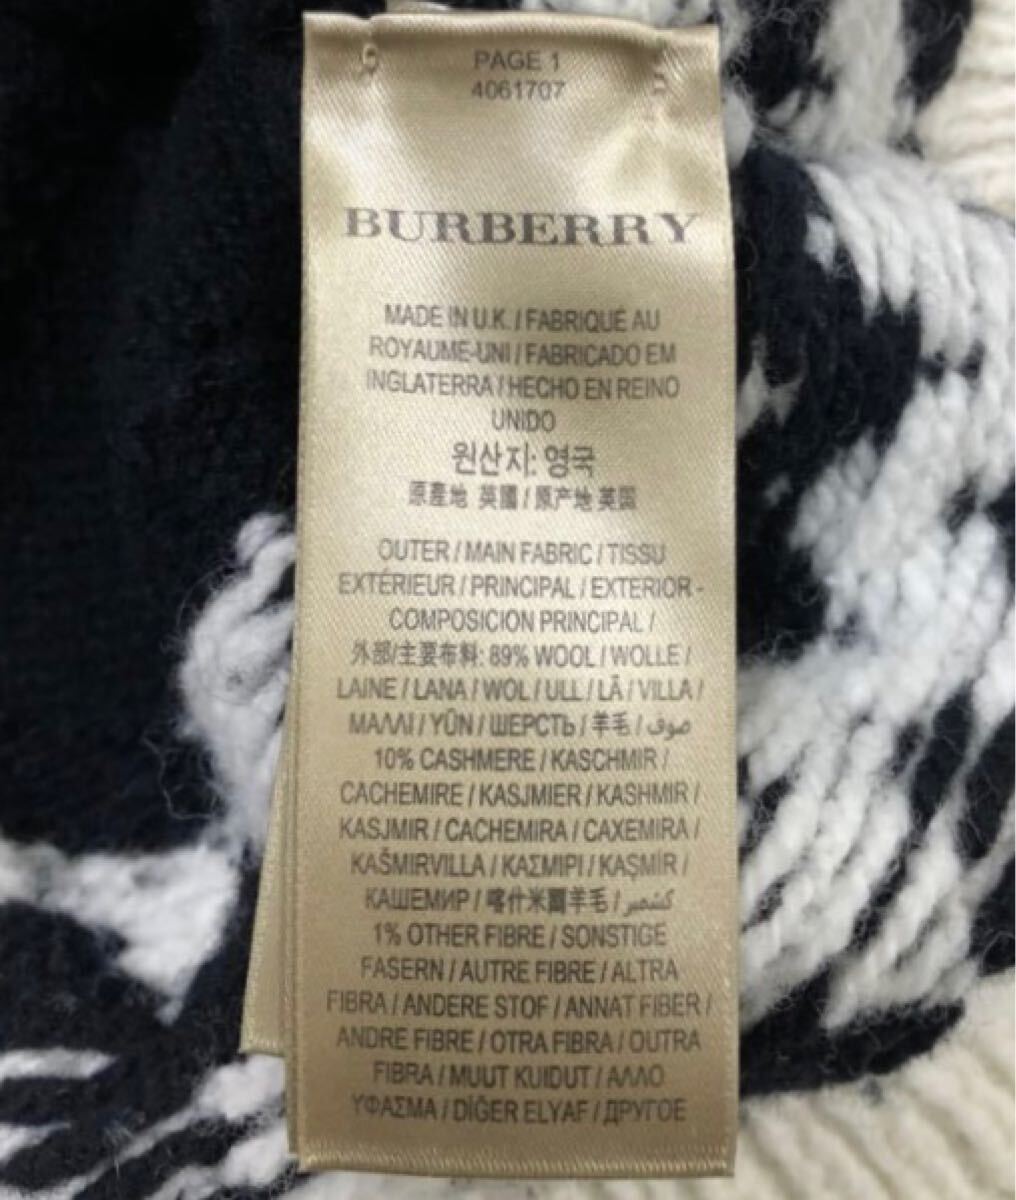 PAGE 1
4061707
BURBERRY
MADE IN U.K. / FABRIQUÉ AU
ROYAUME-UNI / FABRICADO EM
INGLATERRA / HECHO EN REINO
UNIDO
원산지: 영국
原產地 英國 / 原产地 英国
OUTER / MAIN FABRIC / TISSU
EXTÉRIEUR / PRINCIPAL / EXTERIOR -
COMPOSICION PRINCIPAL /
外部/主要布料: 89% WOOL / WOLLE /
LAINE / LANA / WOL / ULL / LÃ / VILLA /
ΜΑΛΛΙ / YÜN / ШЕРСТЬ / 羊毛 / صوف
10% CASHMERE / KASCHMIR /
CACHEMIRE / KASJMIER / KASHMIR /
KASJMIR / CACHEMIRA / CAXEMIRA /
KAŠMIRVILLA / ΚΑΣΜΙΡΙ / KAŞMİR /
КАШЕМИР / 喀什米爾羊毛 / كشمير
1% OTHER FIBRE / SONSTIGE
FASERN / AUTRE FIBRE / ALTRA
FIBRA / ANDERE STOF / ANNAT FIBER /
ANDRE FIBRE / OTRA FIBRA / OUTRA
FIBRA / MUUT KUIDUT / ΑΛΛΟ
ΥΦΑΣΜΑ / DİĞER ELYAF / ДРУГОЕ